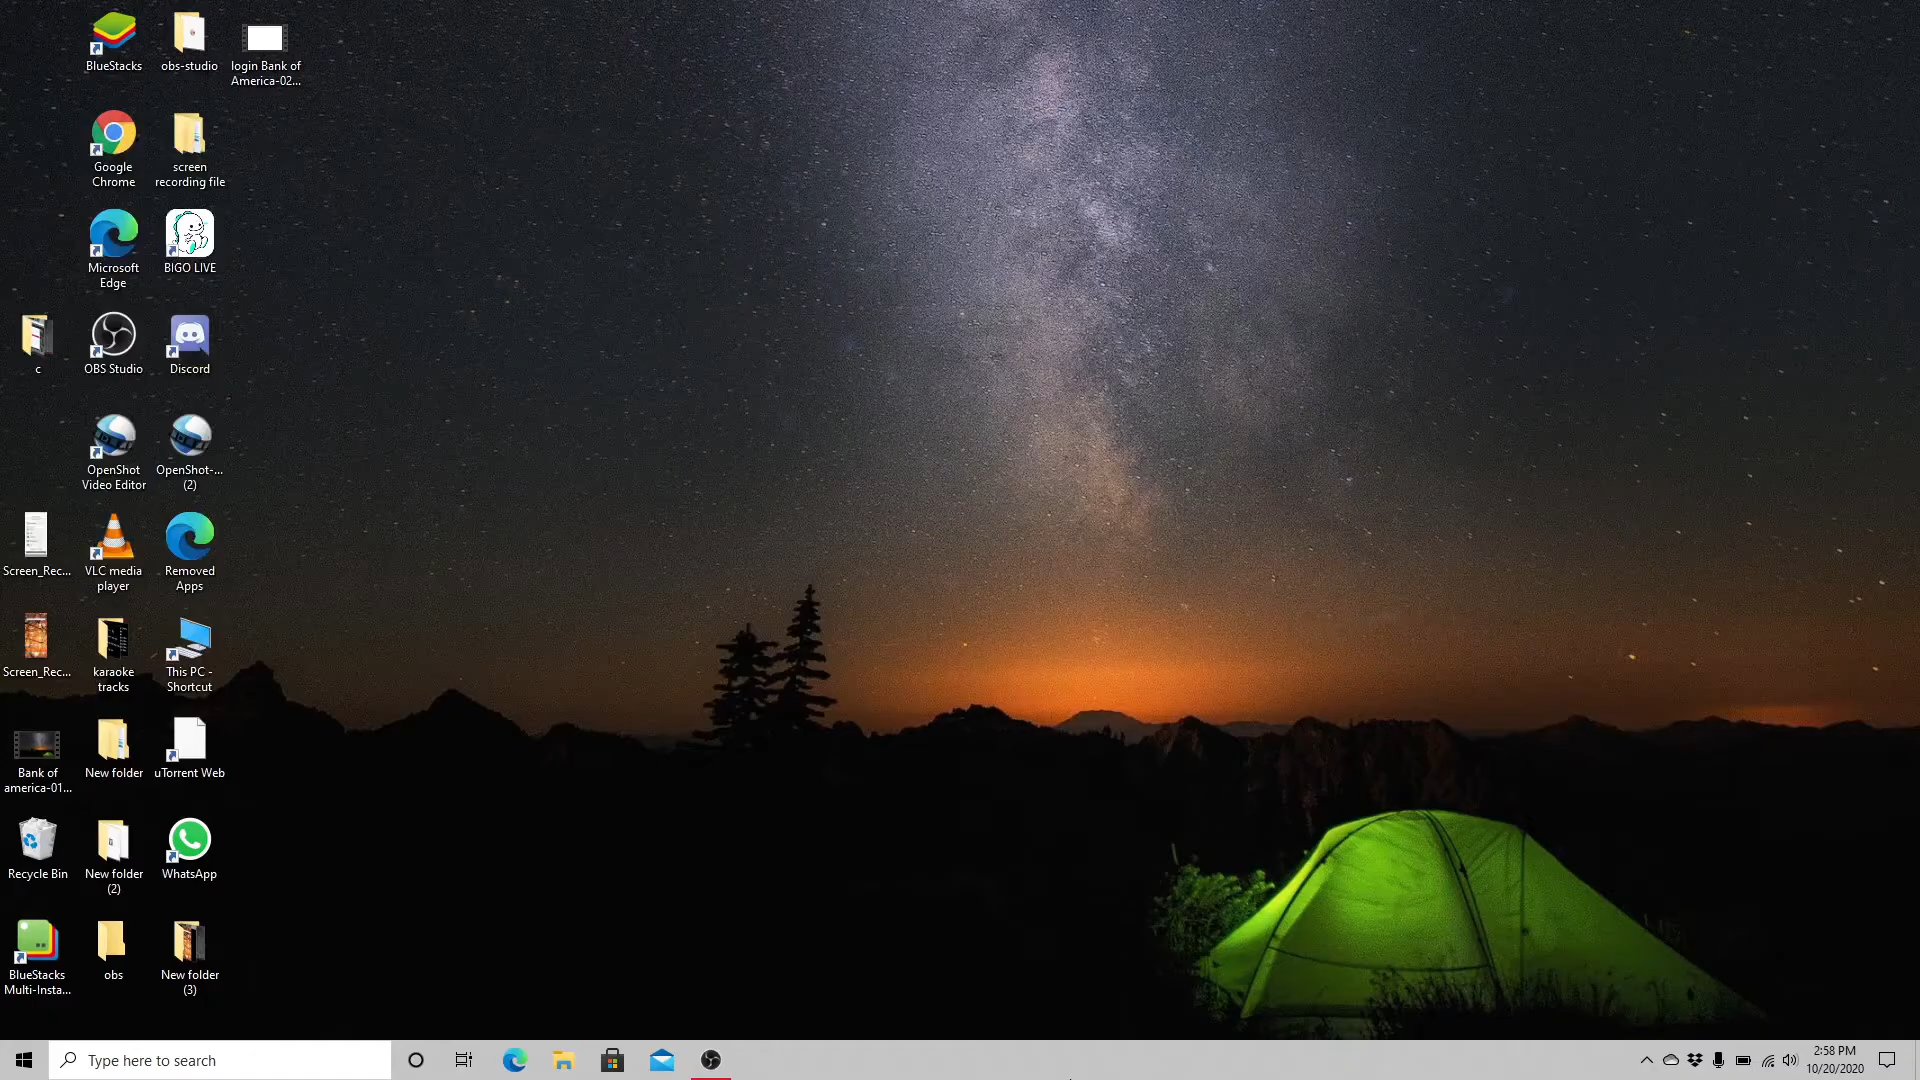 BlueStacks
obs-studio
login Bank of
America-02...
Google
Chrome
screen
recording file
Microsoft
Edge
BIGO LIVE
c
OBS Studio
Discord
OpenShot
Video Editor
OpenShot-...
(2)
Screen_Rec...
VLC media
player
Removed
Apps
Screen_Rec...
karaoke
tracks
This PC -
Shortcut
Bank of
america-01...
New folder
uTorrent Web
Recycle Bin
New folder
(2)
WhatsApp
BlueStacks
Multi-Insta...
obs
New folder
(3)
Type here to search
2:58 PM
10/20/2020